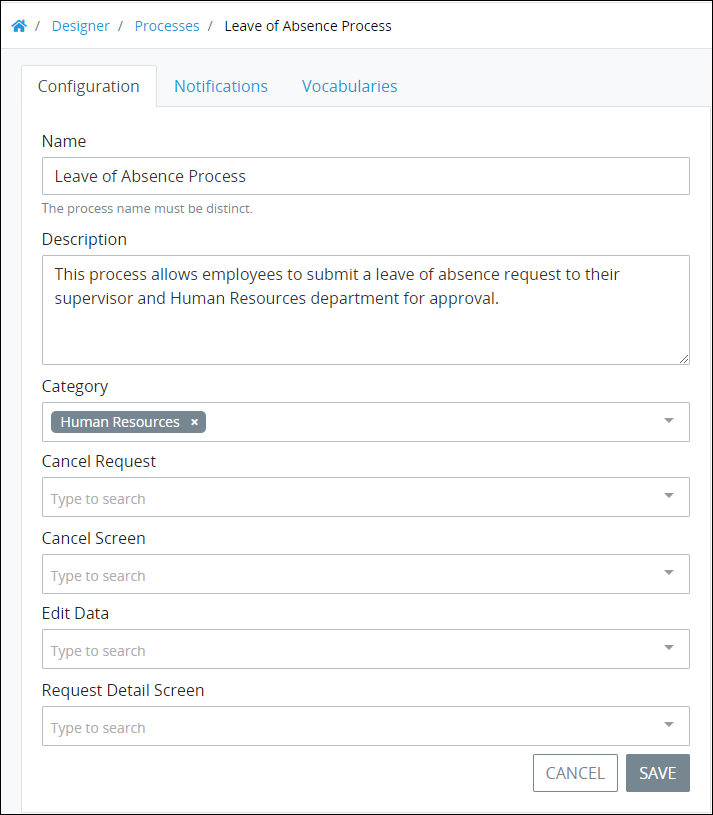 / Designer / Processes / Leave of Absence Process
Configuration Notifications Vocabularies
Name
Leave of Absence Process
The process name must be distinct.
Description
This process allows employees to submit a leave of absence request to their
supervisor and Human Resources department for approval.
Category
Human Resources ×
Cancel Request
Type to search
Cancel Screen
Type to search
Edit Data
Type to search
Request Detail Screen
Type to search
CANCEL SAVE